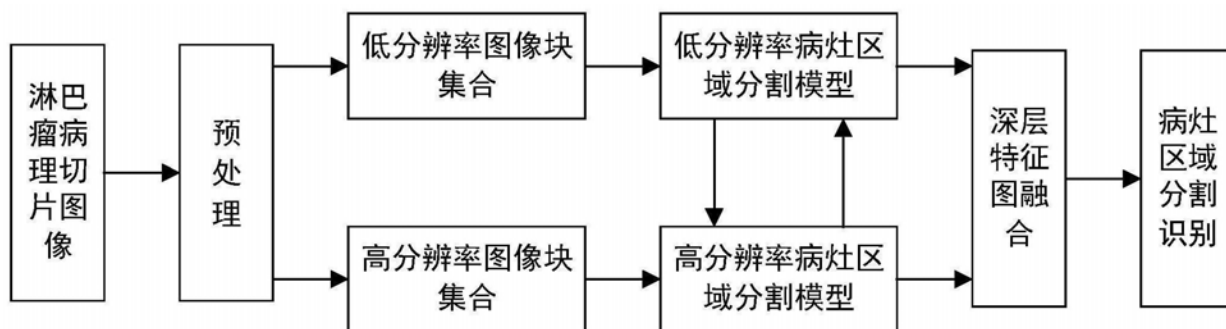 淋巴
瘤病
理切
片图
像
预
处
理
低分辨率图像块
集合
低分辨率病灶区
域分割模型
高分辨率图像块
集合
高分辨率病灶区
域分割模型
深层
特征
图融
合
病灶
区域
分割
识别